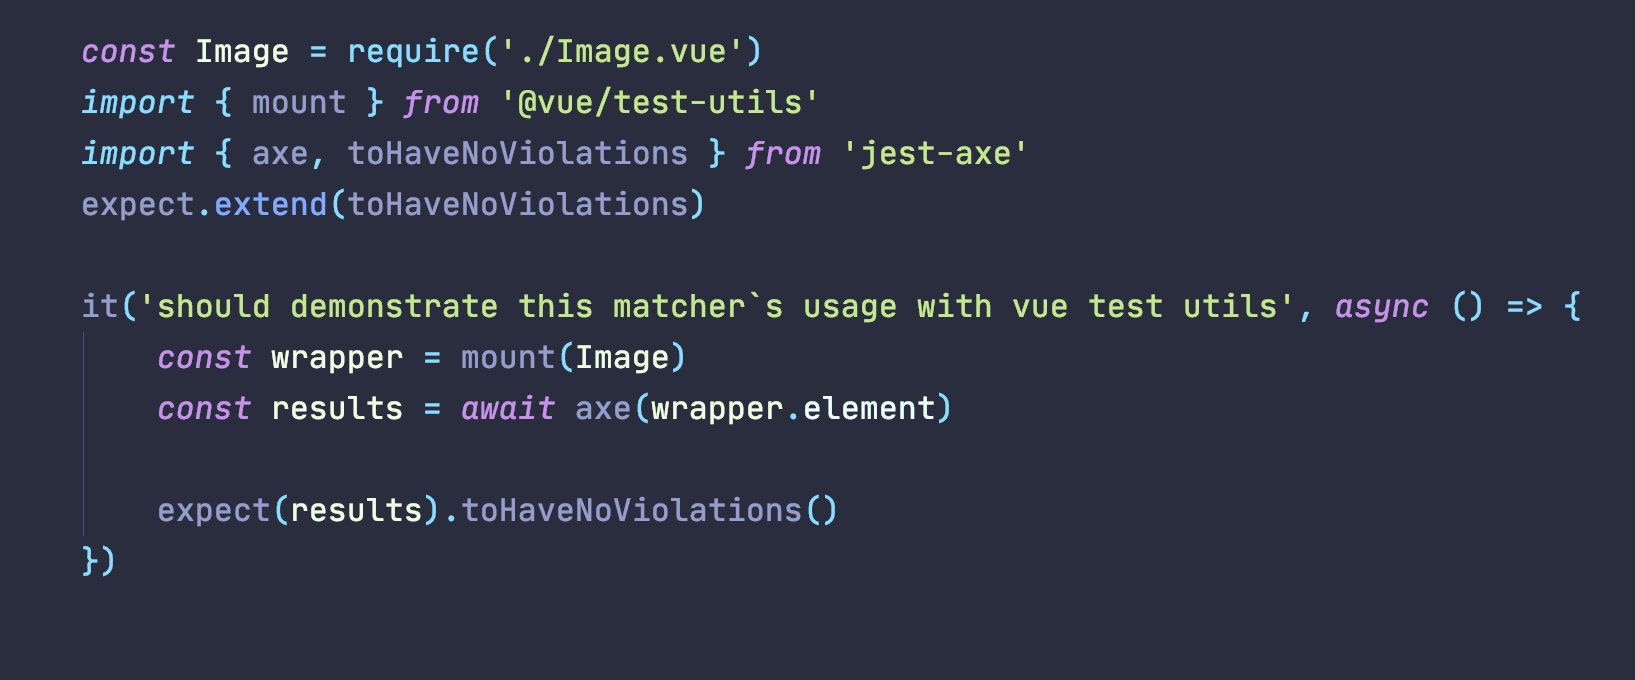 const Image = require('./Image.vue')
import { mount } from '@vue/test-utils'
import { axe, toHaveNoViolations } from 'jest-axe'
expect.extend(toHaveNoViolations)
it('should demonstrate this matcher`s usage with vue test utils', async () => {
    const wrapper = mount(Image)
    const results = await axe(wrapper.element)
    expect(results).toHaveNoViolations()
})